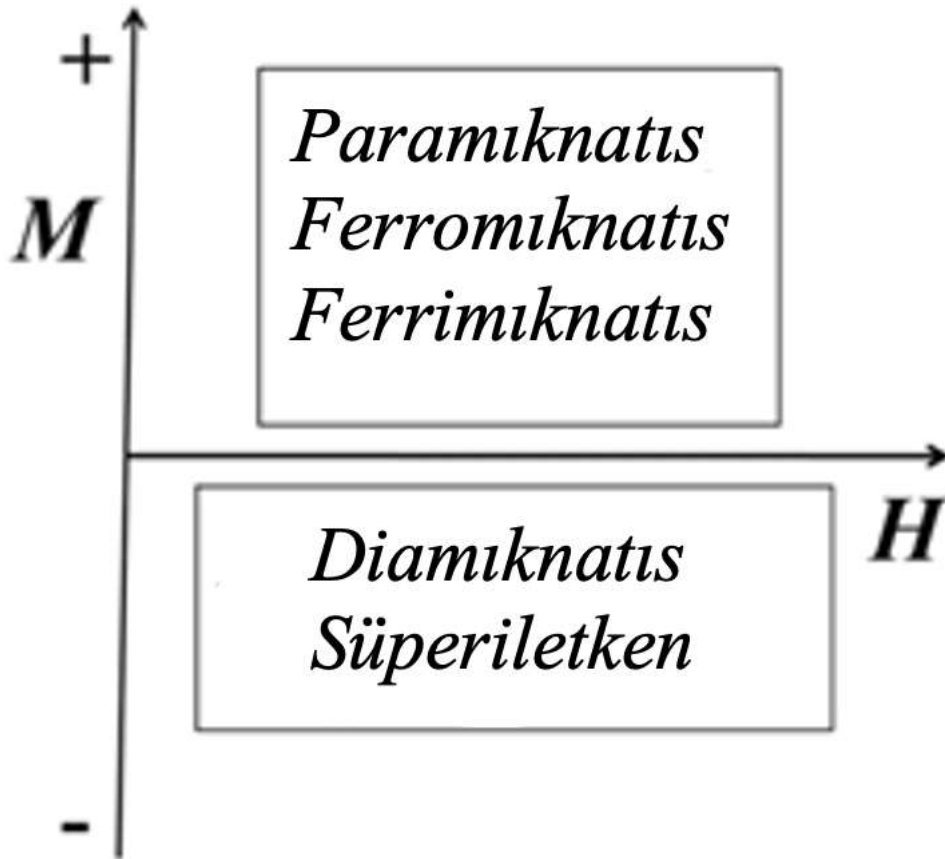 +
M
Paramıknatıs
Ferromıknatıs
Ferrimıknatıs
H
Diamıknatıs
Süperiletken
-